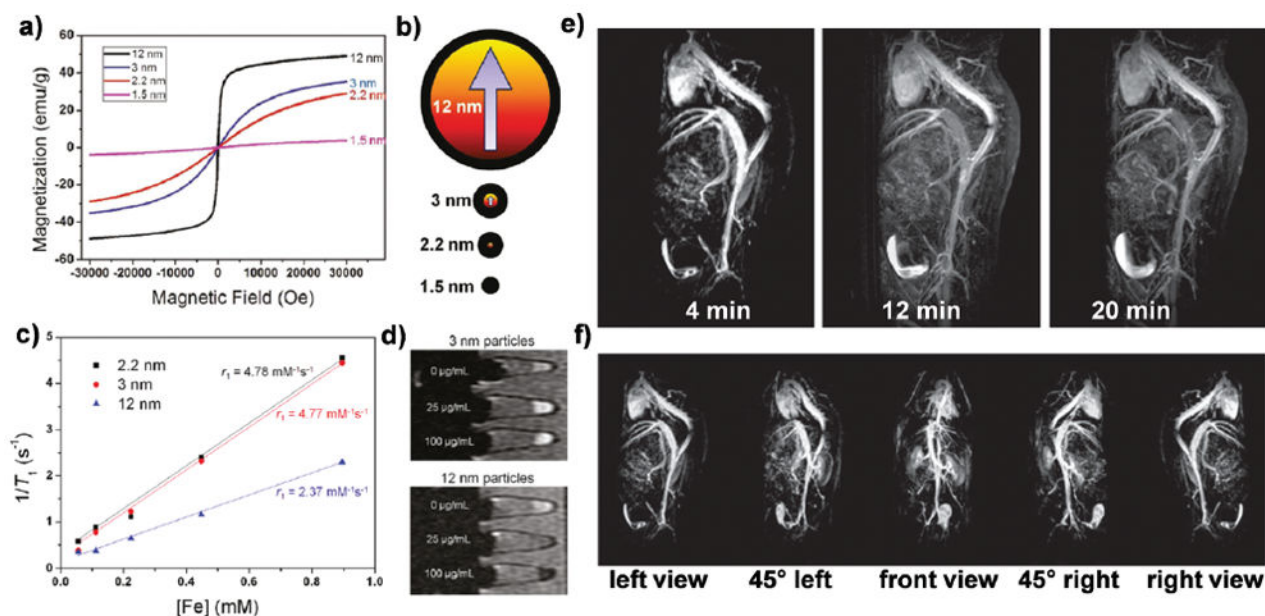 a)
60
40
20
0
-20
-40
-60
Magnetization (emu/g)
12 nm
3 nm
2.2 nm
1.5 nm
12 nm
3 nm
2.2 nm
1.5 nm
-30000 -20000 -10000 0 10000 20000 30000
Magnetic Field (Oe)
b)
12 nm
3 nm
2.2 nm
1.5 nm
c)
5
4
3
2
1
0
1/T₁ (s⁻¹)
2.2 nm
3 nm
12 nm
r₁ = 4.78 mM⁻¹s⁻¹
r₁ = 4.77 mM⁻¹s⁻¹
r₁ = 2.37 mM⁻¹s⁻¹
0.0 0.2 0.4 0.6 0.8 1.0
[Fe] (mM)
d)
3 nm particles
0 µg/mL
25 µg/mL
100 µg/mL
12 nm particles
0 µg/mL
25 µg/mL
100 µg/mL
e)
4 min
12 min
20 min
f)
left view
45° left
front view
45° right
right view